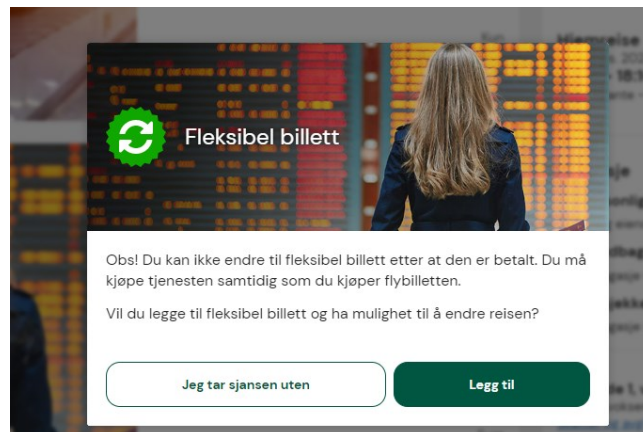 Hjemreise
Fleksibel billett
Obs! Du kan ikke endre til fleksibel billett etter at den er betalt. Du må
kjøpe tjenesten samtidig som du kjøper flybilletten.
Vil du legge til fleksibel billett og ha mulighet til å endre reisen?
Jeg tar sjansen uten
Legg til